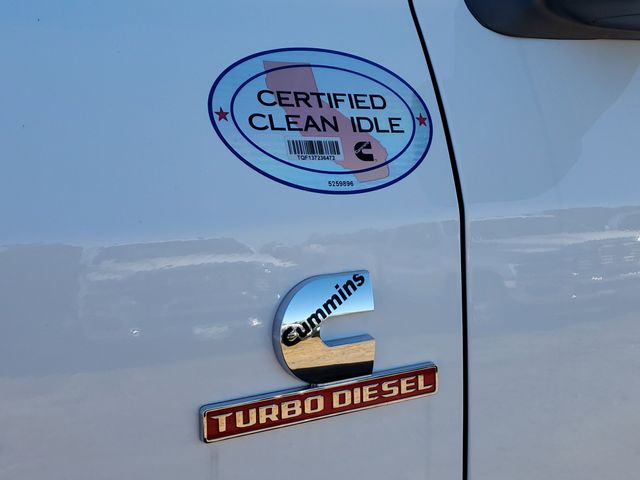 CERTIFIED
CLEAN IDLE
TQF137236472
5259896
Cummins
TURBO DIESEL